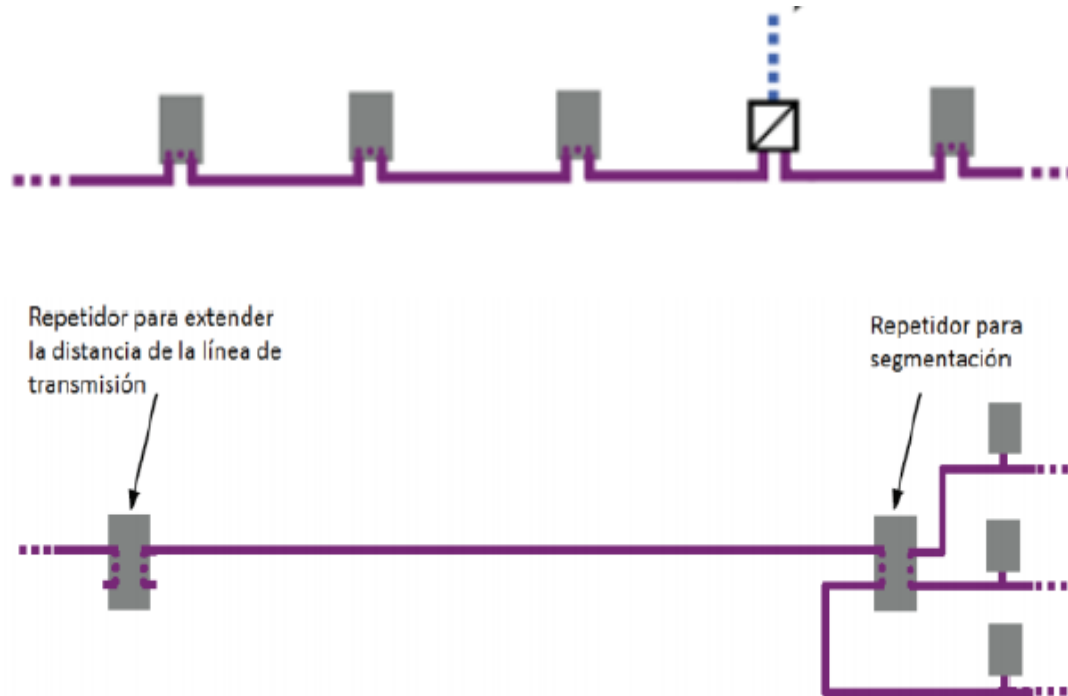 Repetidor para extender
la distancia de la línea de
transmisión
Repetidor para
segmentación